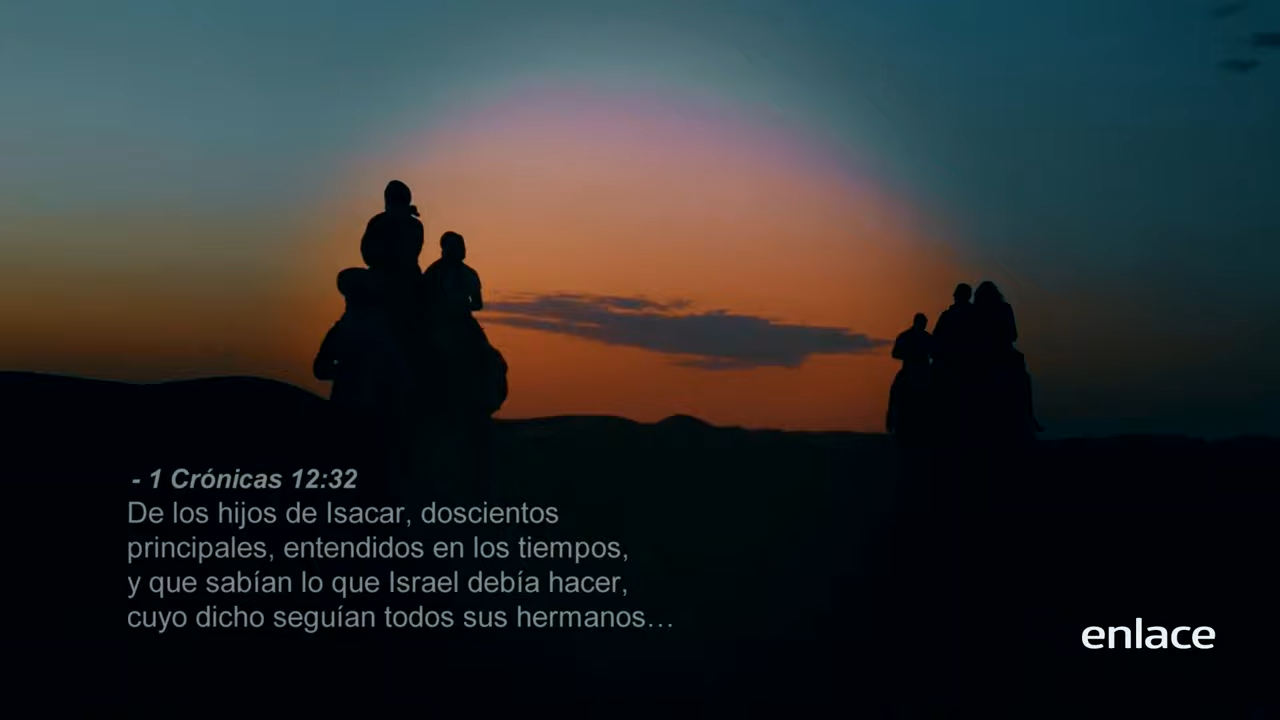 - 1 Crónicas 12:32
De los hijos de Isacar, doscientos
principales, entendidos en los tiempos,
y que sabían lo que Israel debía hacer,
cuyo dicho seguían todos sus hermanos…
enlace